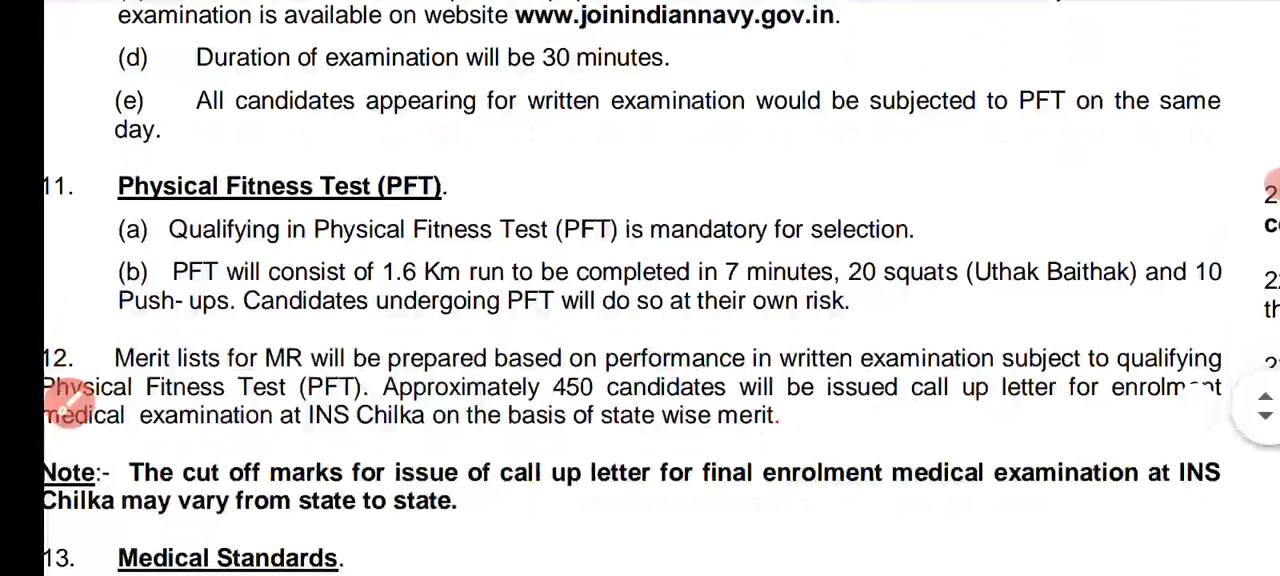 examination is available on website www.joinindiannavy.gov.in.
(d) Duration of examination will be 30 minutes.
(e) All candidates appearing for written examination would be subjected to PFT on the same
day.
11. Physical Fitness Test (PFT).
(a) Qualifying in Physical Fitness Test (PFT) is mandatory for selection.
(b) PFT will consist of 1.6 Km run to be completed in 7 minutes, 20 squats (Uthak Baithak) and 10
Push- ups. Candidates undergoing PFT will do so at their own risk.
12. Merit lists for MR will be prepared based on performance in written examination subject to qualifying
Physical Fitness Test (PFT). Approximately 450 candidates will be issued call up letter for enrolment
medical examination at INS Chilka on the basis of state wise merit.
Note:- The cut off marks for issue of call up letter for final enrolment medical examination at INS
Chilka may vary from state to state.
13. Medical Standards.